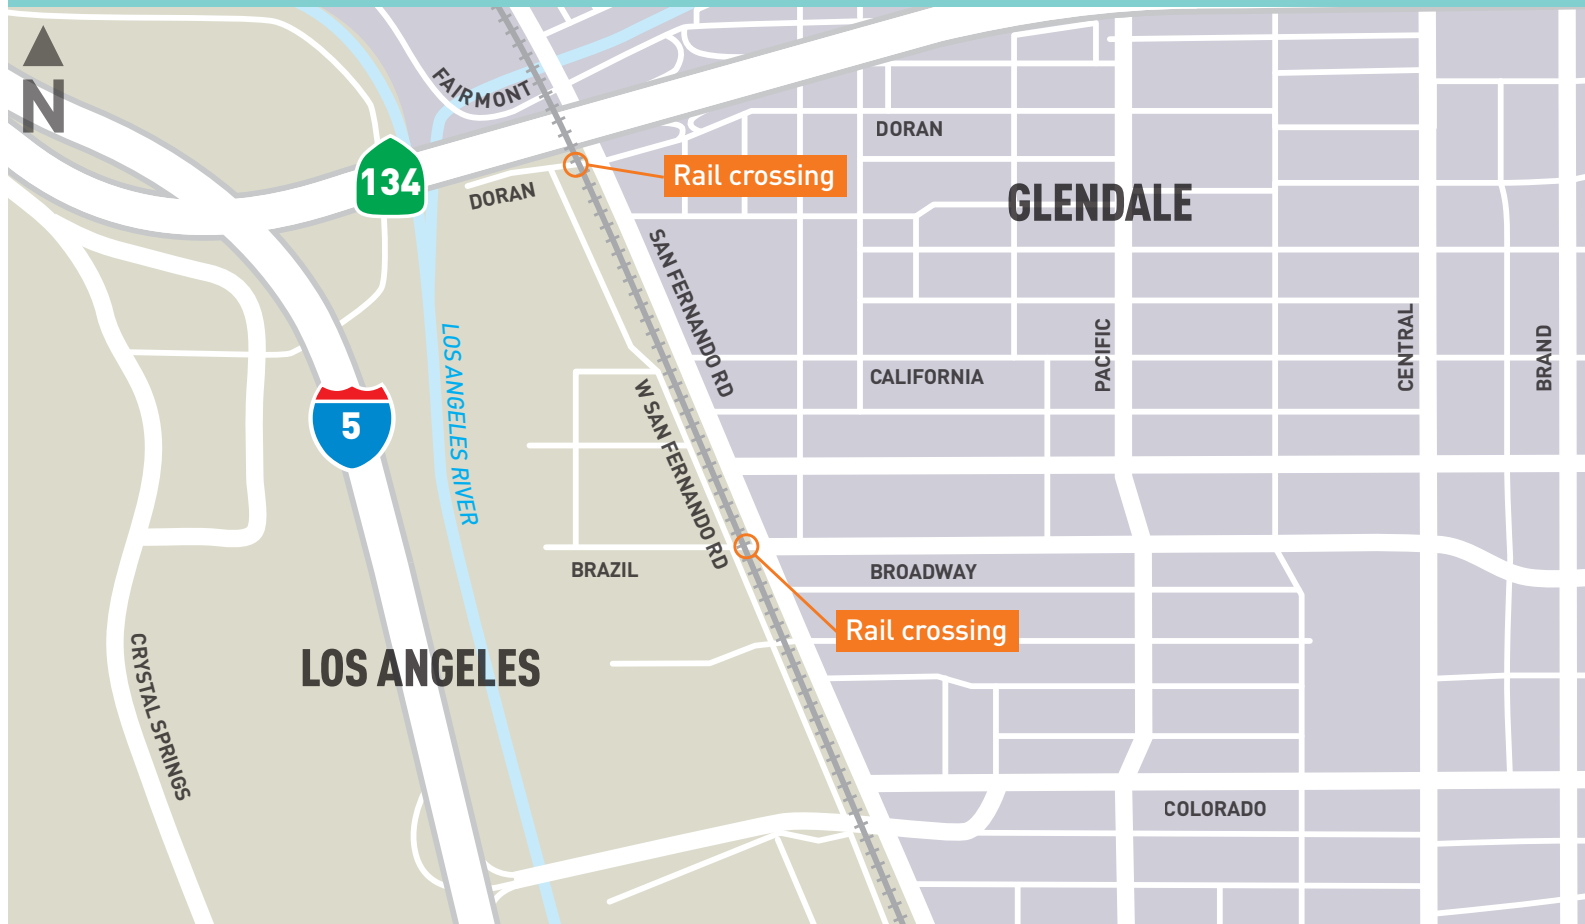 N
FAIRMONT
134
DORAN
Rail crossing
DORAN
GLENDALE
SAN FERNANDO RD
LOS ANGELES RIVER
5
W SAN FERNANDO RD
CALIFORNIA
PACIFIC
CENTRAL
BRAND
BRAZIL
BROADWAY
Rail crossing
CRYSTAL SPRINGS
LOS ANGELES
COLORADO